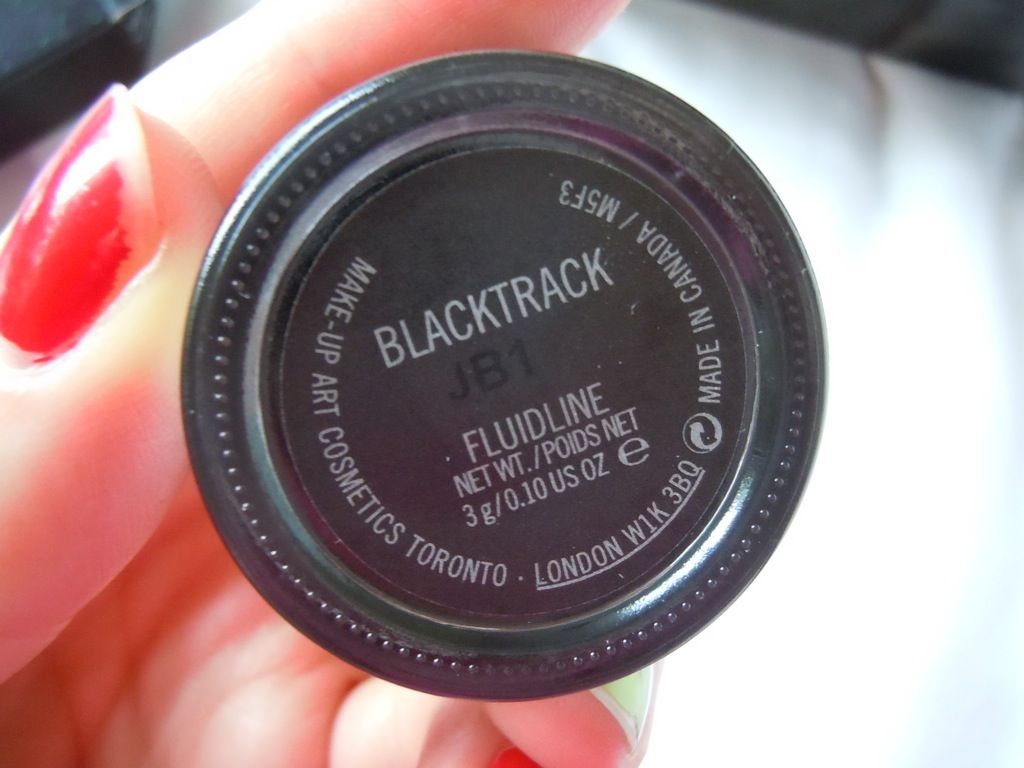 BLACKTRACK
JB1
FLUIDLINE
NET WT./POIDS NET
3 g/0.10 US OZ ℮
MAKE-UP ART COSMETICS TORONTO · LONDON W1K 3BQ
MADE IN CANADA / M5F3